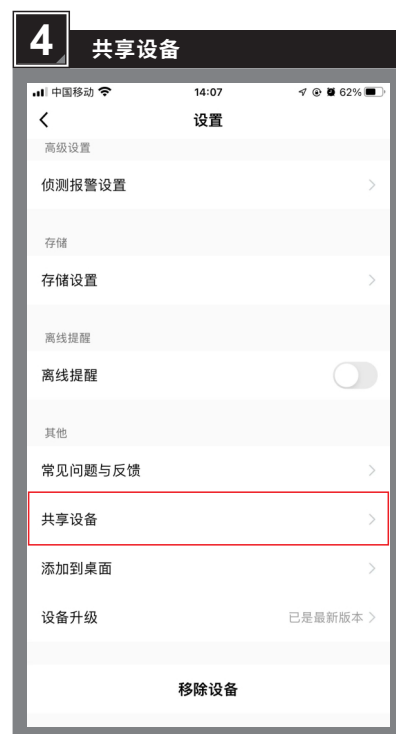 4 共享设备
中国移动 14:07 62%
设置
高级设置
侦测报警设置
存储
存储设置
离线提醒
离线提醒
其他
常见问题与反馈
共享设备
添加到桌面
设备升级 已是最新版本
移除设备